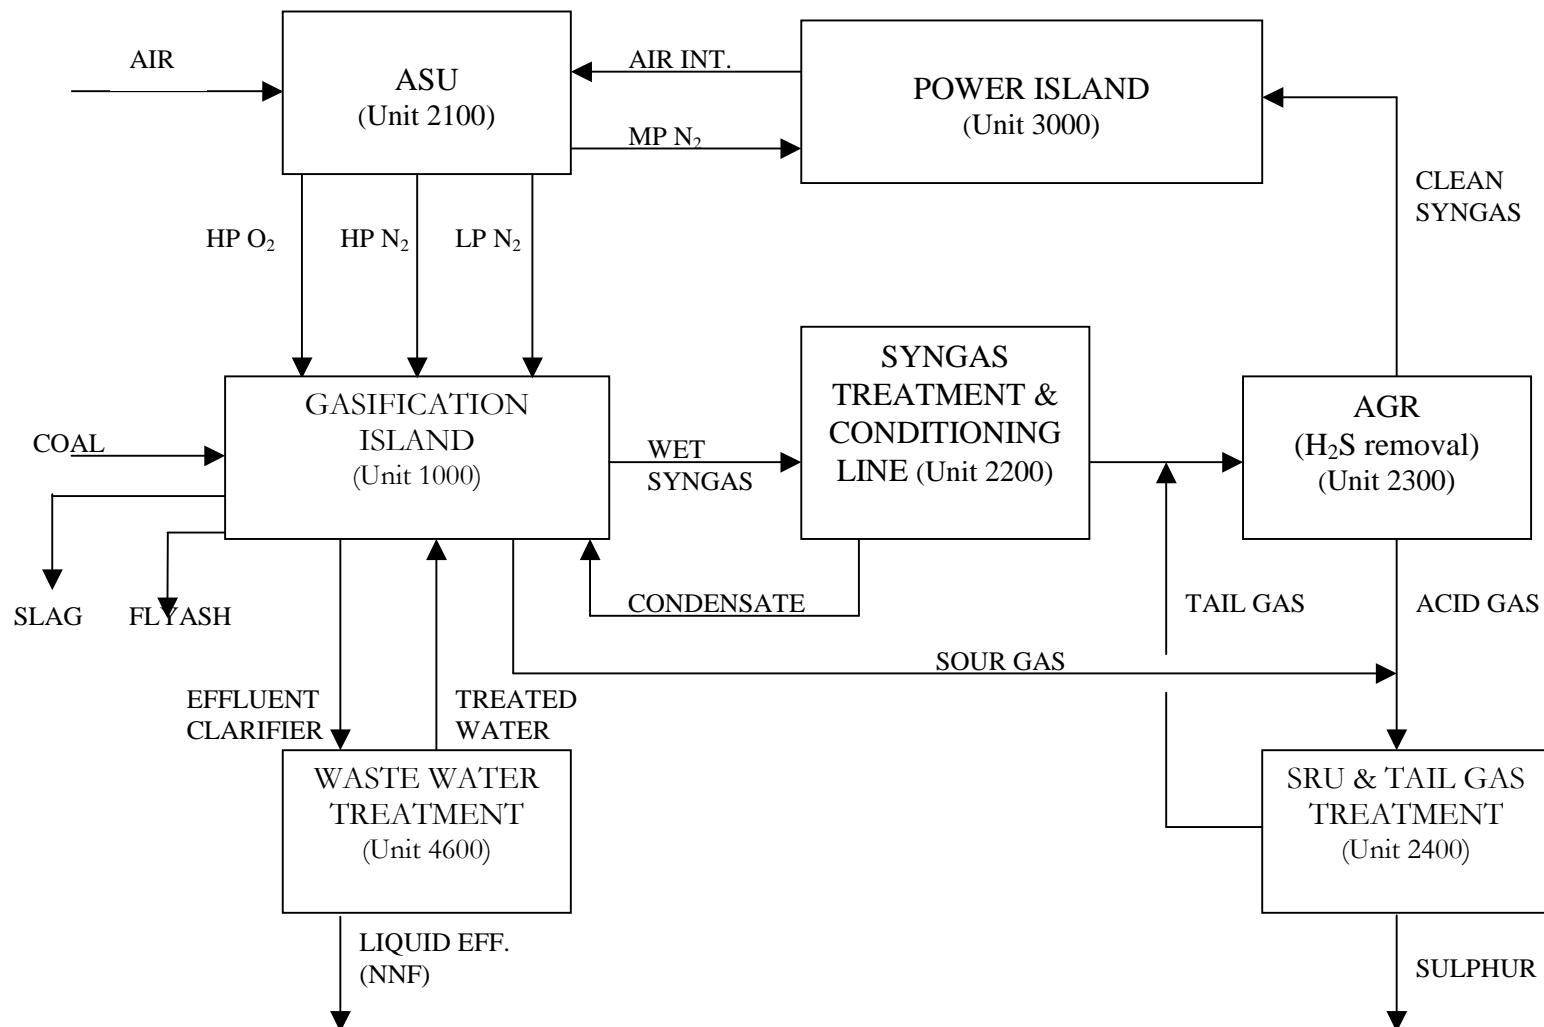 AIR
ASU
(Unit 2100)
AIR INT.
MP N₂
POWER ISLAND
(Unit 3000)
CLEAN
SYNGAS
HP O₂
HP N₂
LP N₂
COAL
GASIFICATION
ISLAND
(Unit 1000)
WET
SYNGAS
SYNGAS
TREATMENT &
CONDITIONING
LINE (Unit 2200)
AGR
(H₂S removal)
(Unit 2300)
SLAG
FLYASH
CONDENSATE
TAIL GAS
ACID GAS
SOUR GAS
EFFLUENT
CLARIFIER
TREATED
WATER
WASTE WATER
TREATMENT
(Unit 4600)
SRU & TAIL GAS
TREATMENT
(Unit 2400)
LIQUID EFF.
(NNF)
SULPHUR